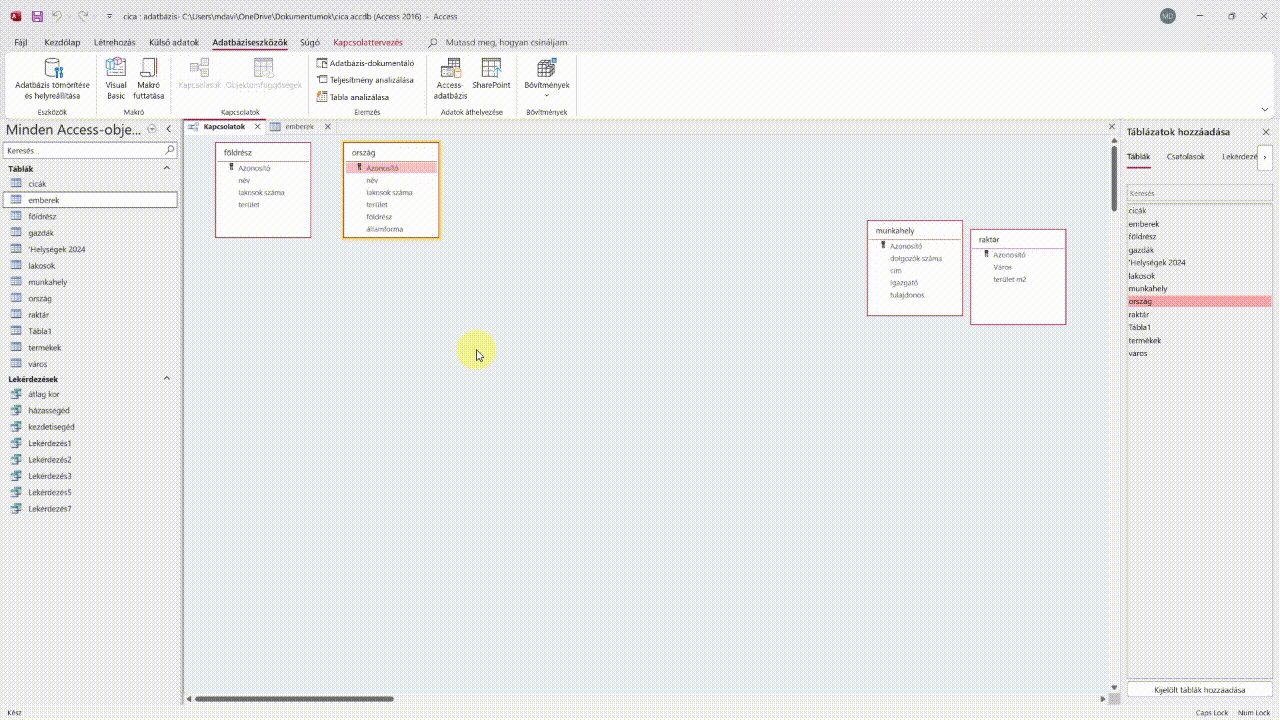 cica : adatbázis- C:\Users\mdavi\OneDrive\Dokumentumok\cica.accdb (Access 2016) - Access
MD
Fájl Kezdőlap Létrehozás Külső adatok Adatbáziseszközök Súgó Kapcsolattervezés Mutasd meg, hogyan csináljam
Adatbázis tömörítése és helyreállítása
Visual Basic
Makró futtatása
Kapcsolatok
Objektumfüggőségek
Adatbázis-dokumentáló
Teljesítmény analizálása
Tábla analizálása
Access-adatbázis
SharePoint
Bővítmények
Eszközök Makró Kapcsolatok Elemzés Adatok áthelyezése Bővítmények
Minden Access-obje...
Keresés...
Táblák
cicák
emberek
földrész
gazdák
'Helységek 2024
lakosok
munkahely
ország
raktár
Tábla1
termékek
város
Lekérdezések
átlag kor
házassegéd
kezdetisegéd
Lekérdezés1
Lekérdezés2
Lekérdezés3
Lekérdezés5
Lekérdezés7
Kapcsolatok
emberek
földrész
Azonosító
név
lakosok száma
terület
ország
Azonosító
név
lakosok száma
terület
földrész
államforma
munkahely
Azonosító
dolgozók száma
cím
igazgató
tulajdonos
raktár
Azonosító
Város
terület m2
Táblázatok hozzáadása
Táblák Csatolások Lekérdezé
Keresés
cicák
emberek
földrész
gazdák
'Helységek 2024
lakosok
munkahely
ország
raktár
Tábla1
termékek
város
Kijelölt táblák hozzáadása
Kész
Caps Lock Num Lock